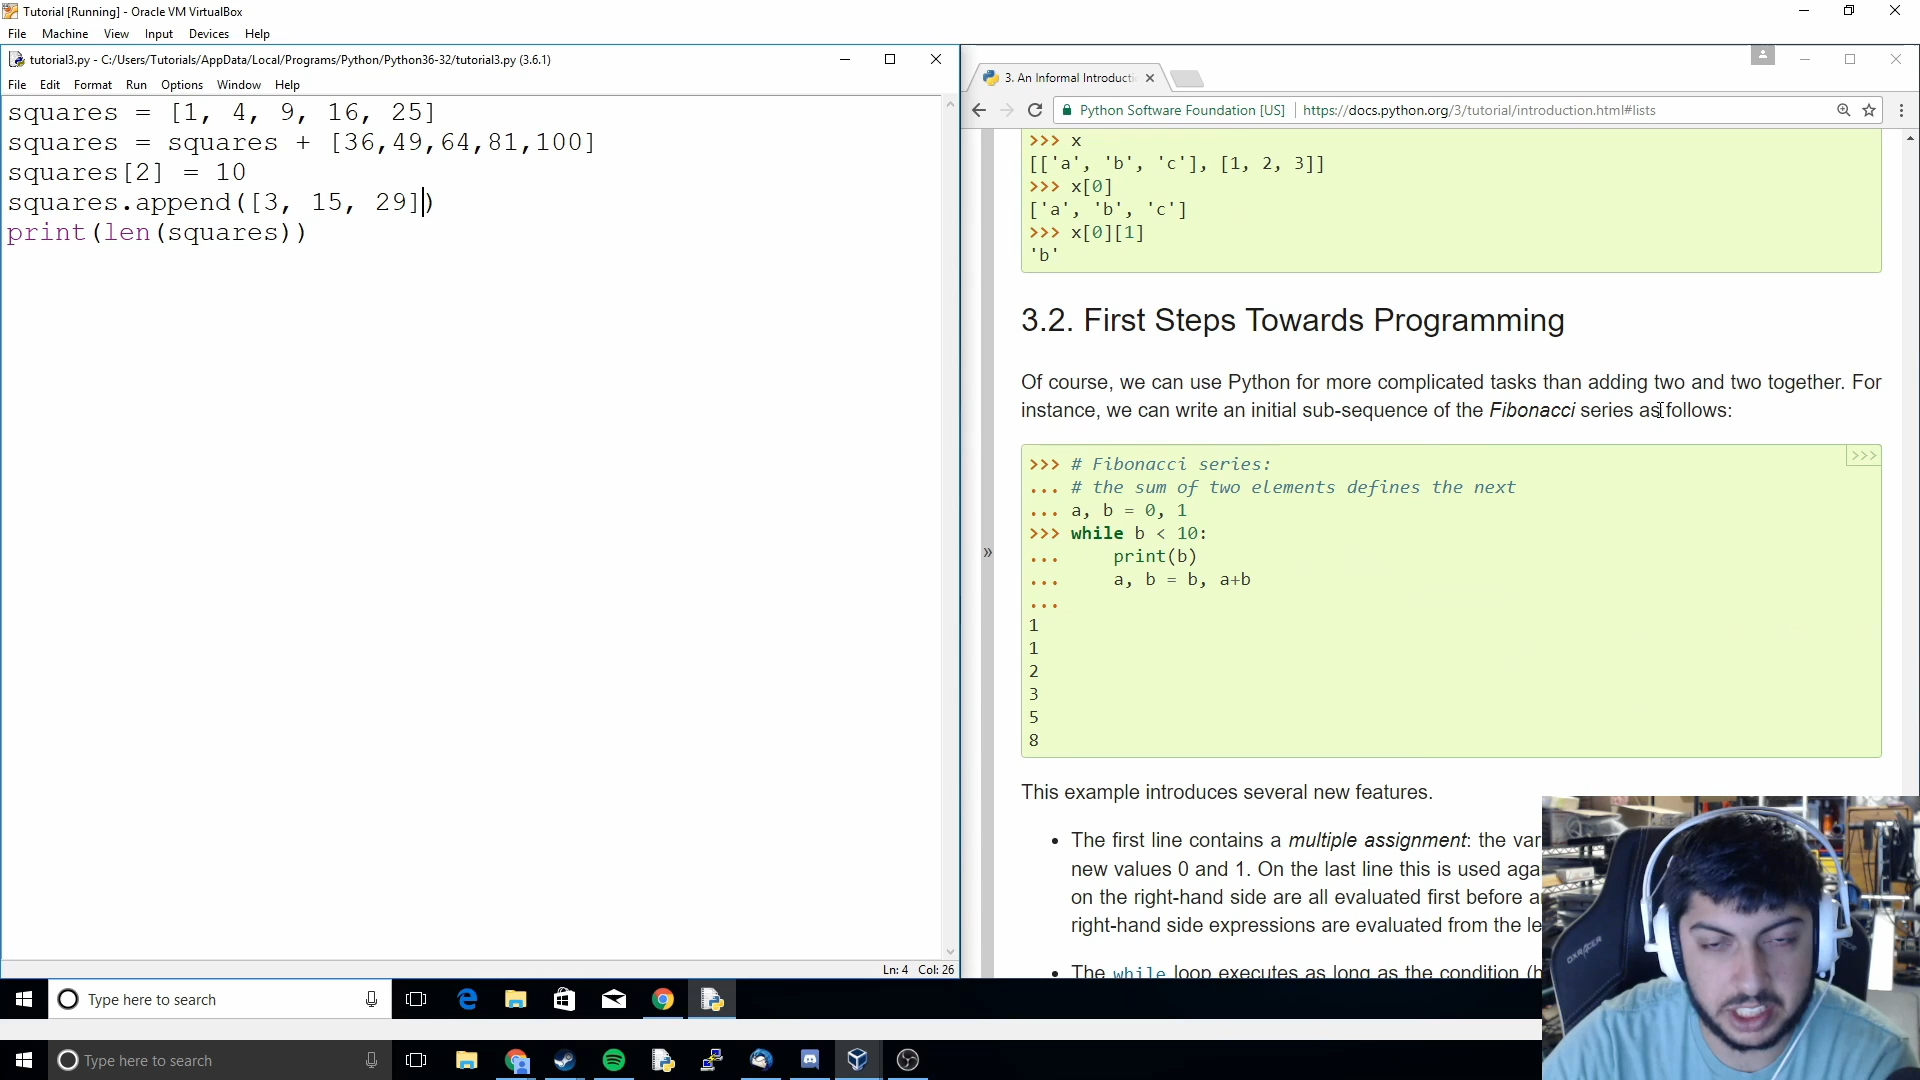 Tutorial [Running] - Oracle VM VirtualBox
File Machine View Input Devices Help
tutorial3.py - C:/Users/Tutorials/AppData/Local/Programs/Python/Python36-32/tutorial3.py (3.6.1)
File Edit Format Run Options Window Help
squares = [1, 4, 9, 16, 25]
squares = squares + [36,49,64,81,100]
squares[2] = 10
squares.append([3, 15, 29])
print(len(squares))
Ln: 4 Col: 26
3. An Informal Introducti
Python Software Foundation [US] https://docs.python.org/3/tutorial/introduction.html#lists
>>> x
[['a', 'b', 'c'], [1, 2, 3]]
>>> x[0]
['a', 'b', 'c']
>>> x[0][1]
'b'
3.2. First Steps Towards Programming
Of course, we can use Python for more complicated tasks than adding two and two together. For
instance, we can write an initial sub-sequence of the Fibonacci series as follows:
>>>
>>> # Fibonacci series:
... # the sum of two elements defines the next
... a, b = 0, 1
>>> while b < 10:
...     print(b)
...     a, b = b, a+b
...
1
1
2
3
5
8
»
This example introduces several new features.
• The first line contains a multiple assignment: the var
new values 0 and 1. On the last line this is used aga
on the right-hand side are all evaluated first before a
right-hand side expressions are evaluated from the le
• The while loop executes as long as the condition (b
Type here to search
Type here to search
OXRACER